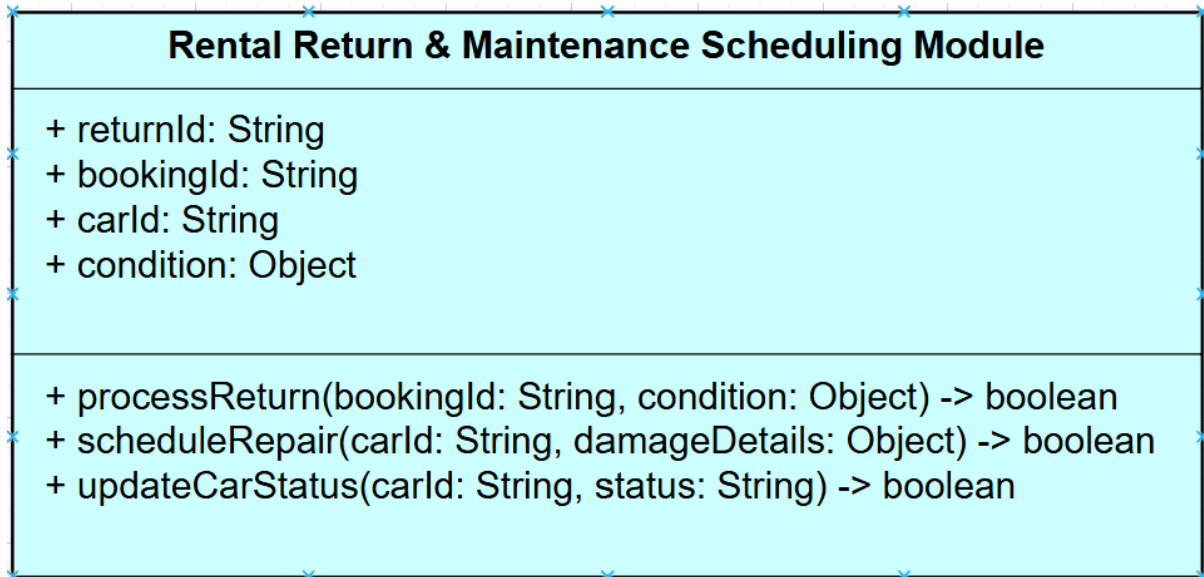 Rental Return & Maintenance Scheduling Module
+ returnId: String
+ bookingId: String
+ carId: String
+ condition: Object
+ processReturn(bookingId: String, condition: Object) -> boolean
+ scheduleRepair(carId: String, damageDetails: Object) -> boolean
+ updateCarStatus(carId: String, status: String) -> boolean